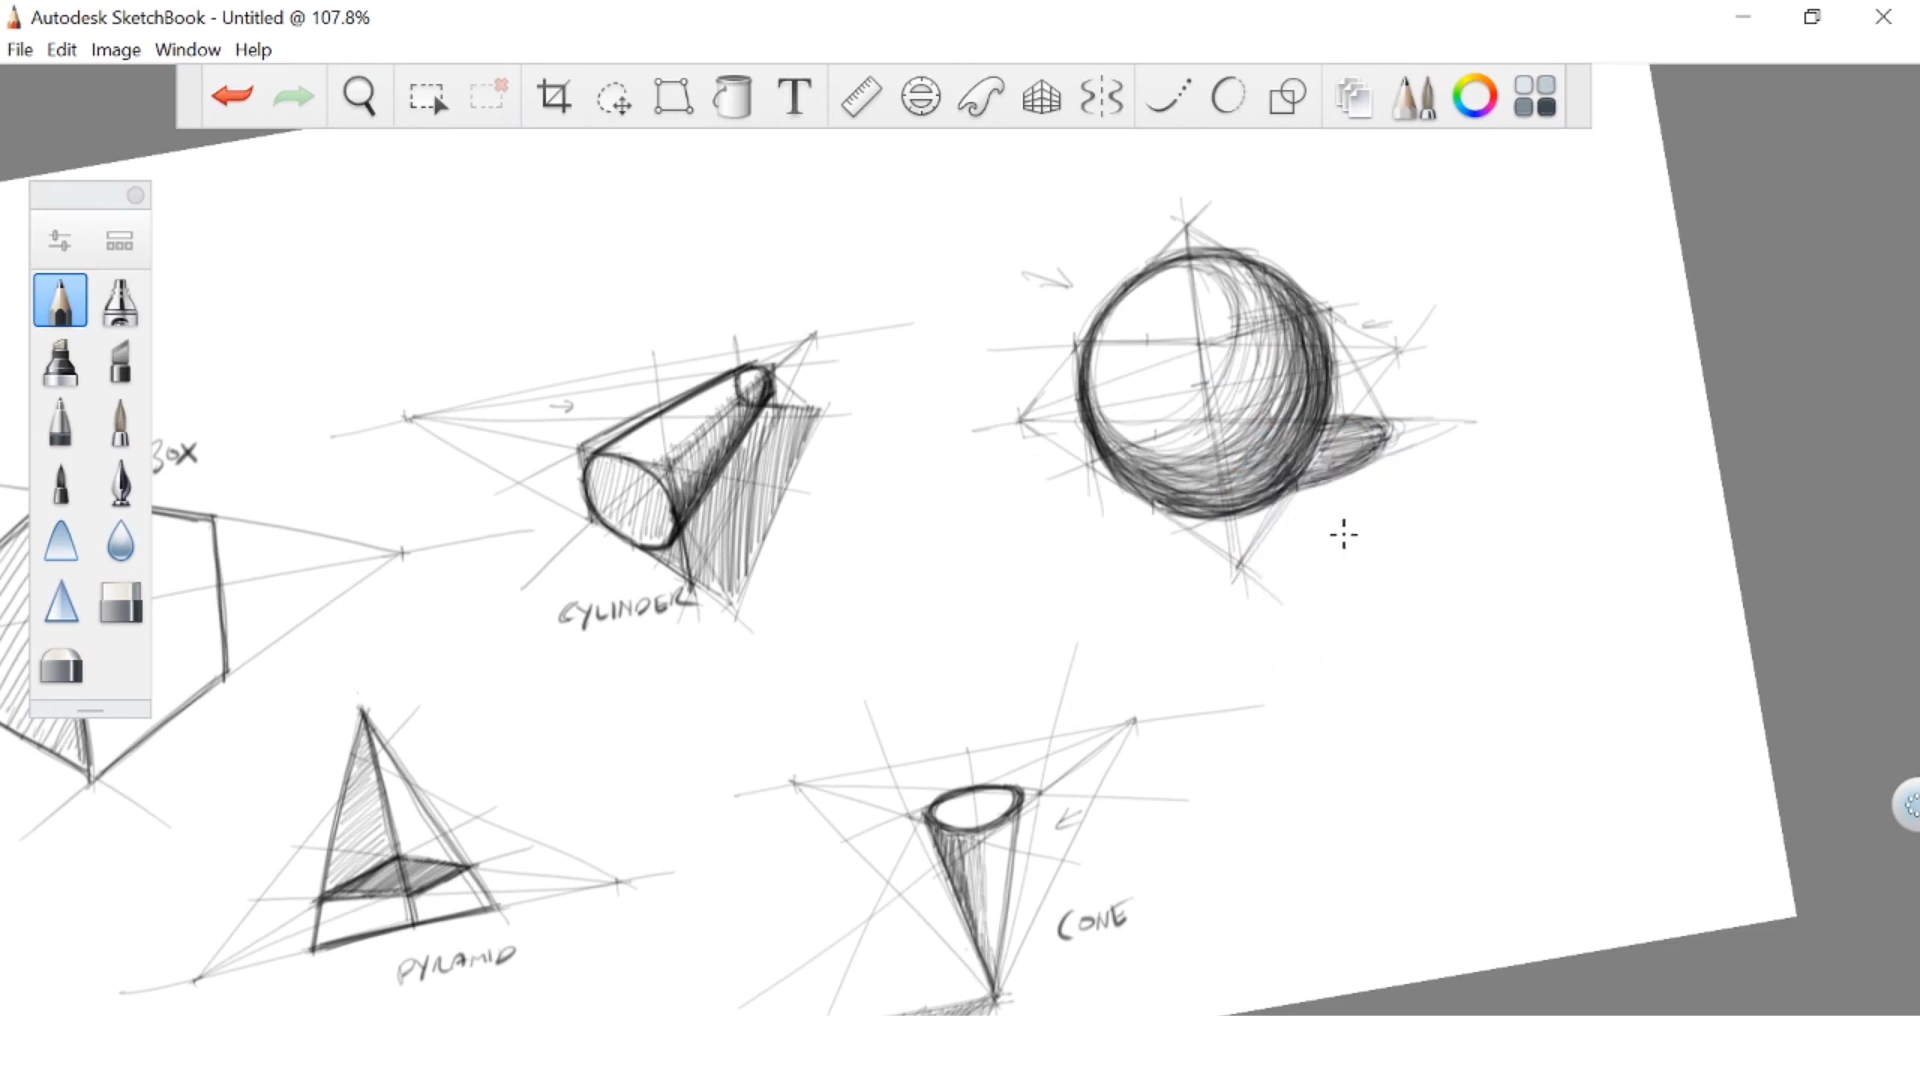 Autodesk SketchBook - Untitled @ 107.8%
File Edit Image Window Help
T
BOX
CYLINDER
CONE
PYRAMID